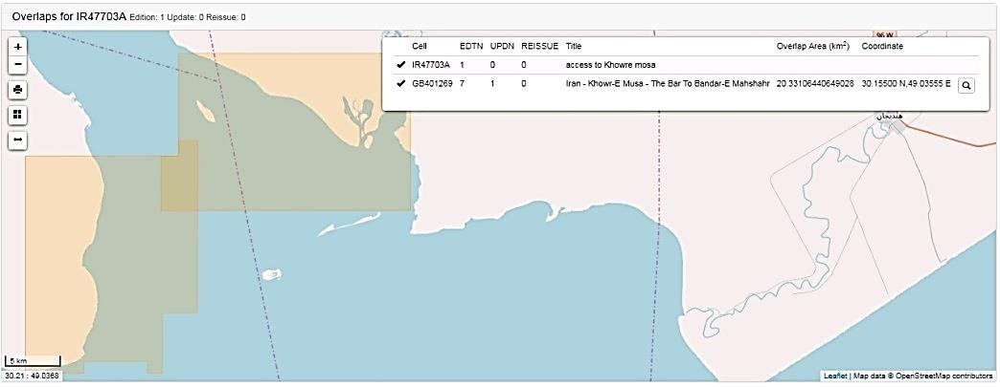 Overlaps for IR47703A Edition: 1 Update: 0 Reissue: 0
+
−
96 W
Cell EDTN UPDN REISSUE Title Overlap Area (km²) Coordinate
✔ IR47703A 1 0 0 access to Khowre mosa
✔ GB401269 7 1 0 Iran - Khowr-E Musa - The Bar To Bandar-E Mahshahr 20.33106440649028 30.15500 N,49.03555 E
هندیجان
5 km
30.21 : 49.0368
Leaflet | Map data © OpenStreetMap contributors